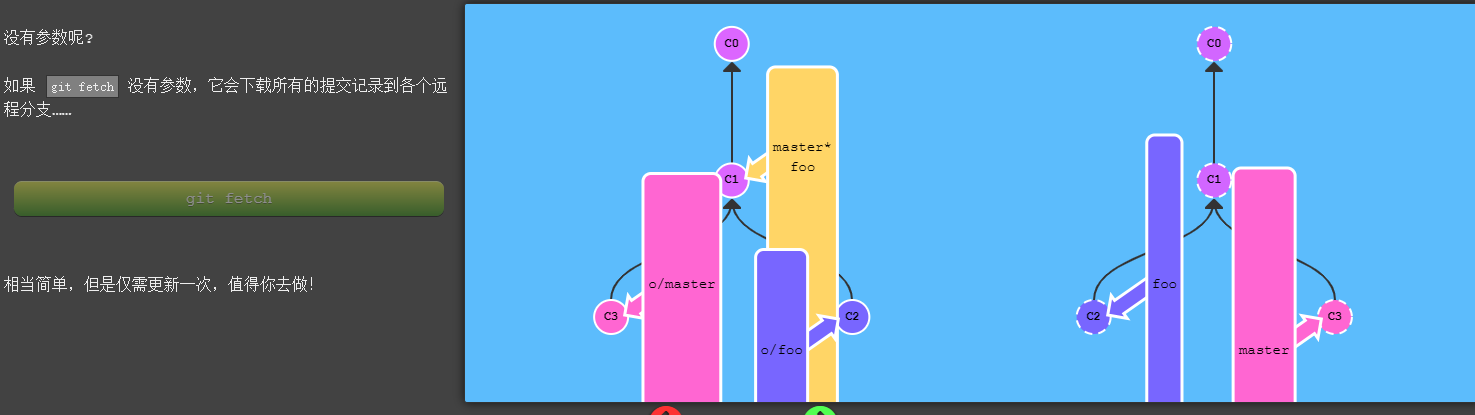 没有参数呢?
如果 git fetch 没有参数，它会下载所有的提交记录到各个远
程分支……
git fetch
相当简单，但是仅需更新一次，值得你去做!
C0
master*
foo
C1
o/master
C3
C2
o/foo
C0
C1
foo
C2
C3
master